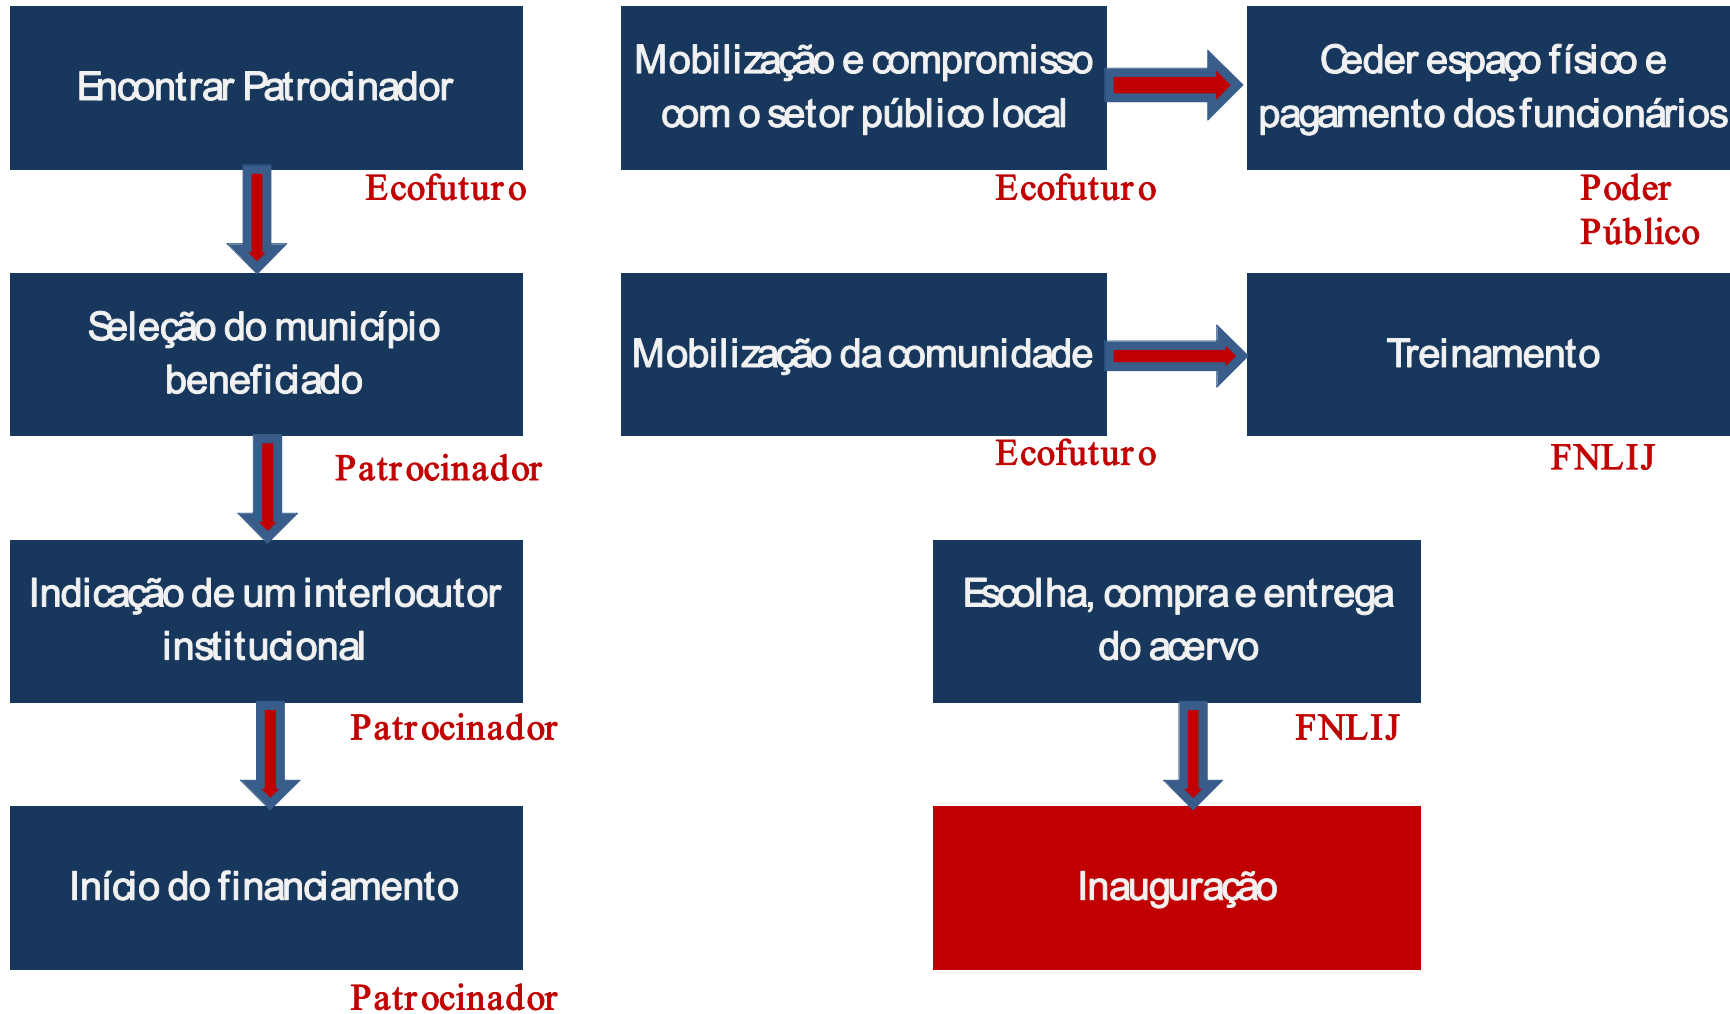 Encontrar Patrocinador
Ecofuturo
Seleção do município
beneficiado
Patrocinador
Indicação de um interlocutor
institucional
Patrocinador
Início do financiamento
Patrocinador
Mobilização e compromisso
com o setor público local
Ecofuturo
Ceder espaço físico e
pagamento dos funcionários
Poder
Público
Mobilização da comunidade
Ecofuturo
Treinamento
FNLIJ
Escolha, compra e entrega
do acervo
FNLIJ
Inauguração